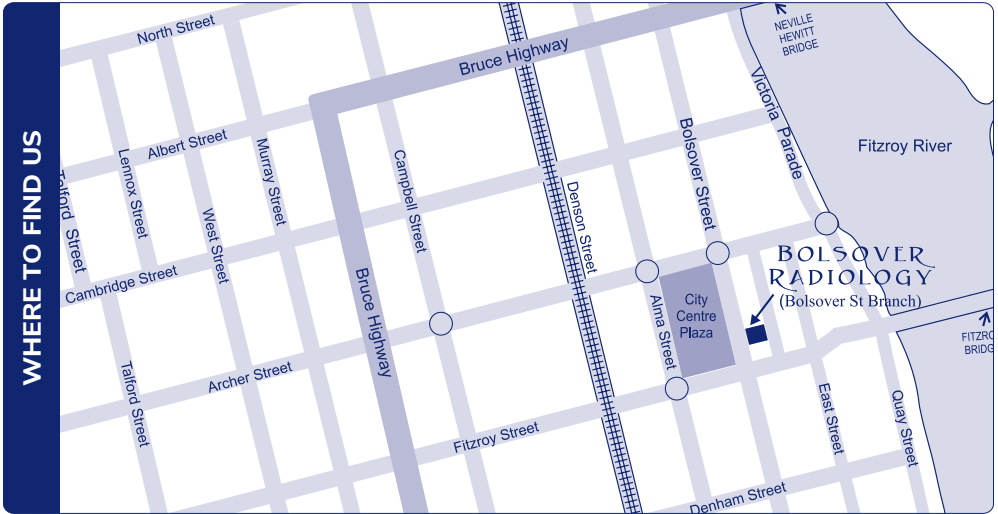 WHERE TO FIND US
North Street
Bruce Highway
NEVILLE
HEWITT
BRIDGE
Victoria Parade
Fitzroy River
Albert Street
Lennox Street
Murray Street
Campbell Street
Bolsover Street
Talford Street
West Street
Denson Street
Cambridge Street
Bruce Highway
BOLSOVER
RADIOLOGY
(Bolsover St Branch)
City
Centre
Plaza
Alma Street
FITZRO
BRIDG
Archer Street
Talford Street
Fitzroy Street
East Street
Quay Street
Denham Street